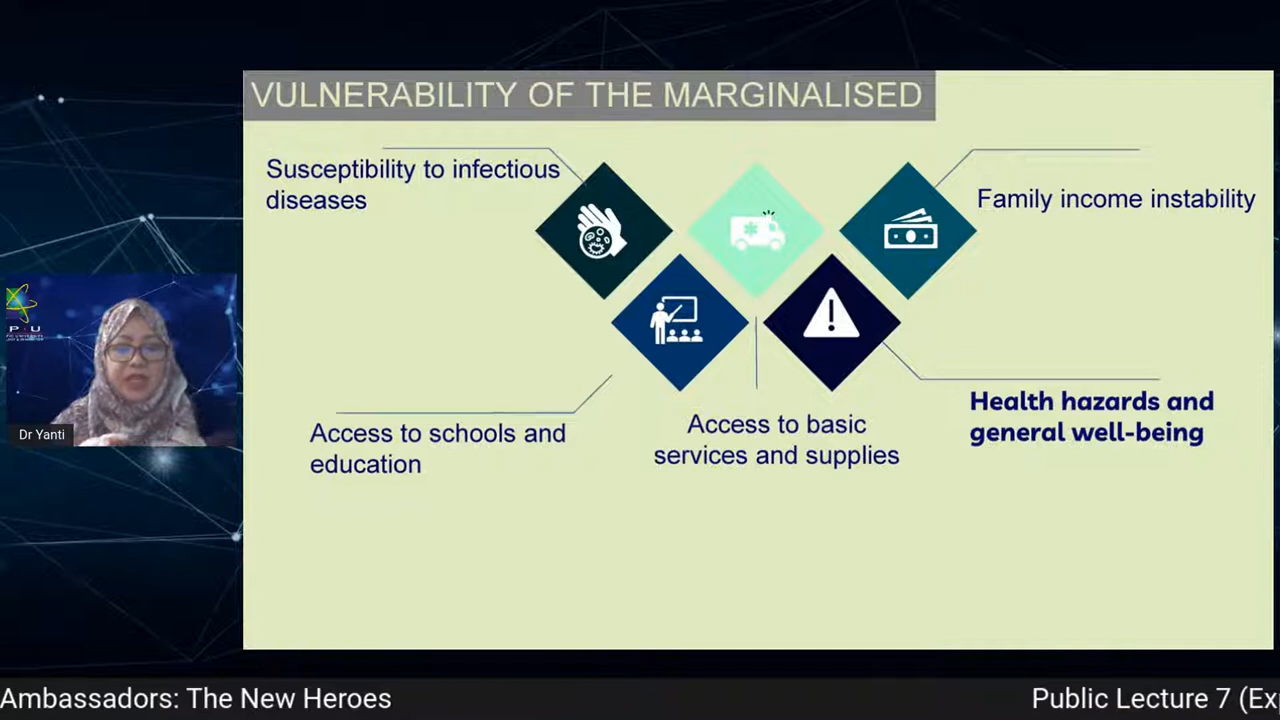 VULNERABILITY OF THE MARGINALISED
Susceptibility to infectious
diseases
Family income instability
Access to schools and
education
Access to basic
services and supplies
Health hazards and
general well-being
Dr Yanti
Ambassadors: The New Heroes
Public Lecture 7 (Ex